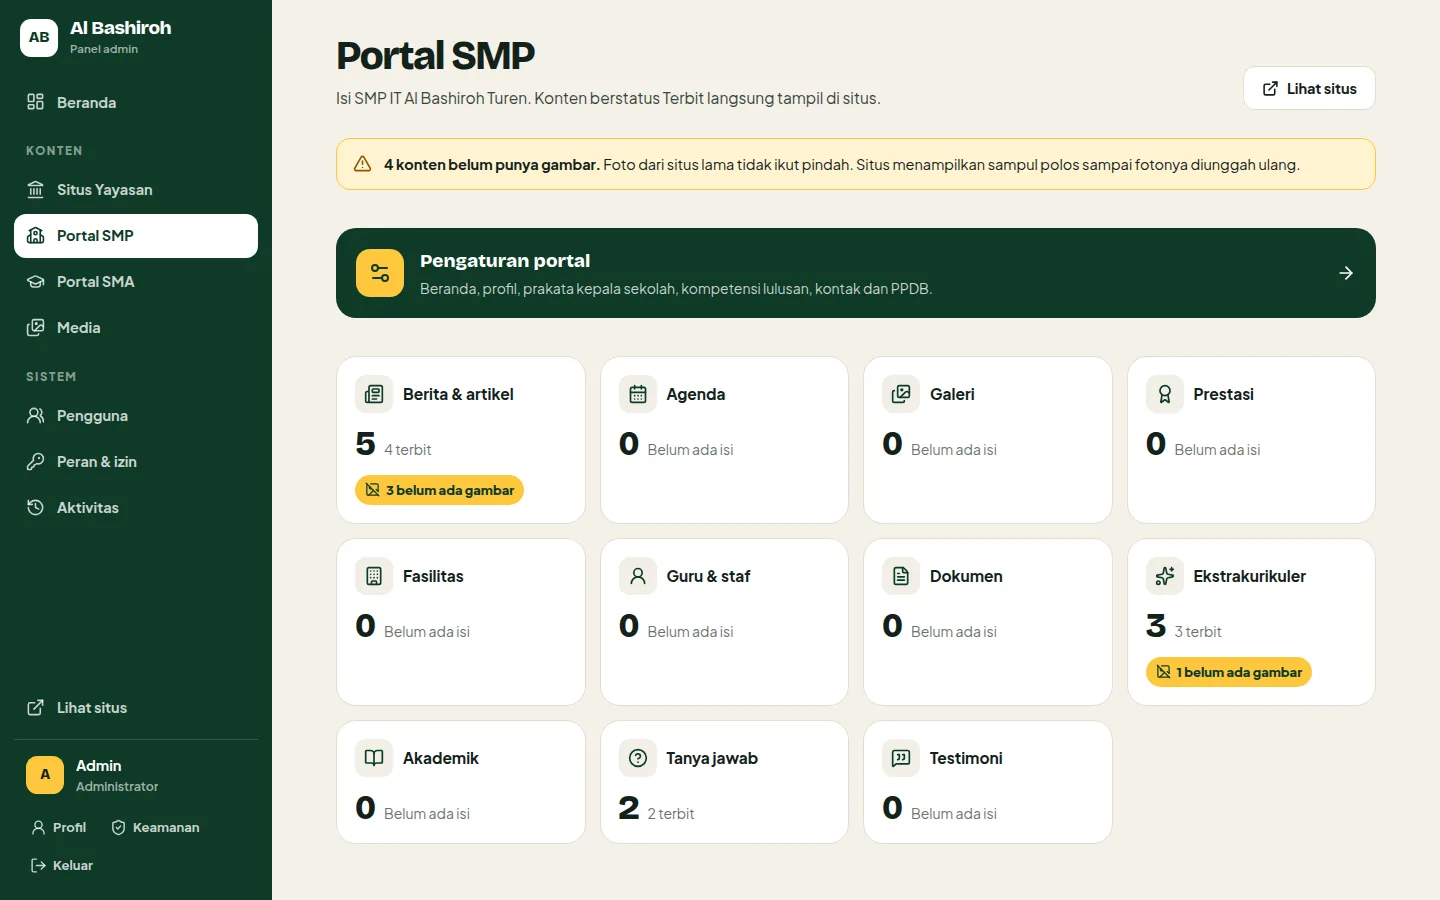 AB
Al Bashiroh
Panel admin
Beranda
KONTEN
Situs Yayasan
Portal SMP
Portal SMA
Media
SISTEM
Pengguna
Peran & izin
Aktivitas
Lihat situs
A
Admin
Administrator
Profil
Keamanan
Keluar
Portal SMP
Isi SMP IT Al Bashiroh Turen. Konten berstatus Terbit langsung tampil di situs.
Lihat situs
4 konten belum punya gambar. Foto dari situs lama tidak ikut pindah. Situs menampilkan sampul polos sampai fotonya diunggah ulang.
Pengaturan portal
Beranda, profil, prakata kepala sekolah, kompetensi lulusan, kontak dan PPDB.
Berita & artikel
5 4 terbit
3 belum ada gambar
Agenda
0 Belum ada isi
Galeri
0 Belum ada isi
Prestasi
0 Belum ada isi
Fasilitas
0 Belum ada isi
Guru & staf
0 Belum ada isi
Dokumen
0 Belum ada isi
Ekstrakurikuler
3 3 terbit
1 belum ada gambar
Akademik
0 Belum ada isi
Tanya jawab
2 2 terbit
Testimoni
0 Belum ada isi